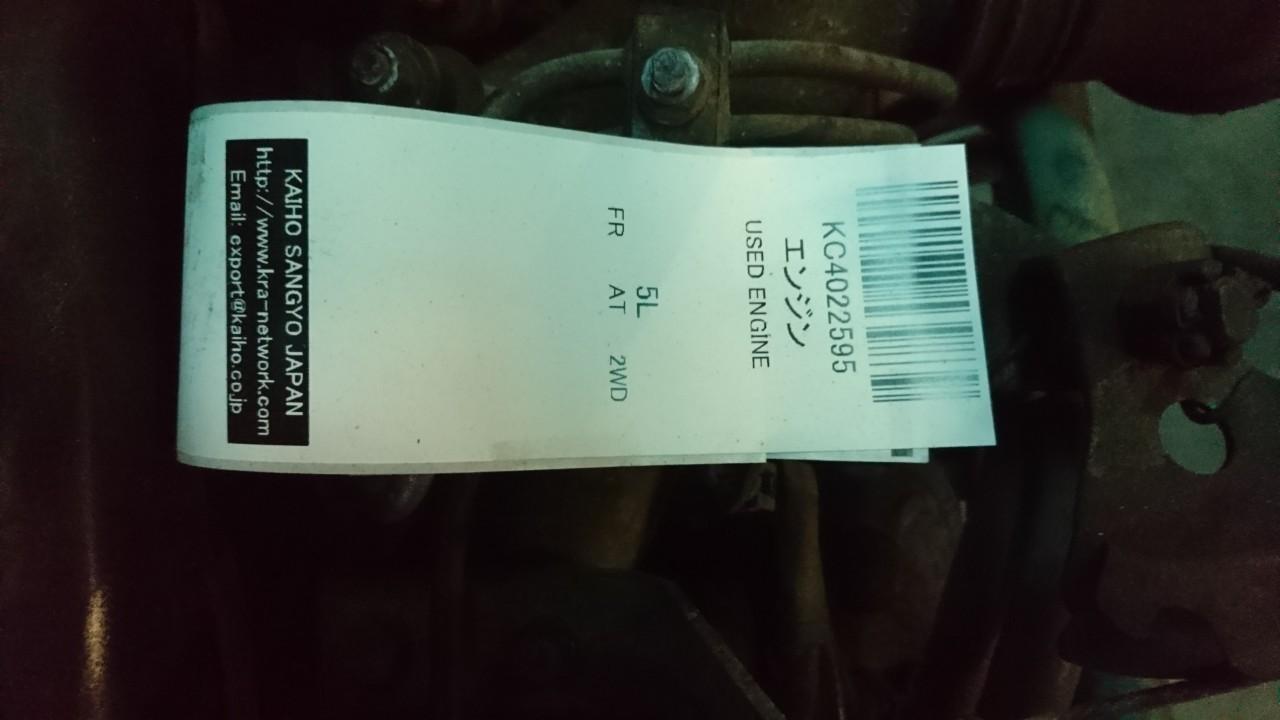 KC4022595
エンジン
USED ENGINE
5L
FR AT 2WD
KAIHO SANGYO JAPAN
http://www.kra-network.com
Email: export@kaiho.co.jp